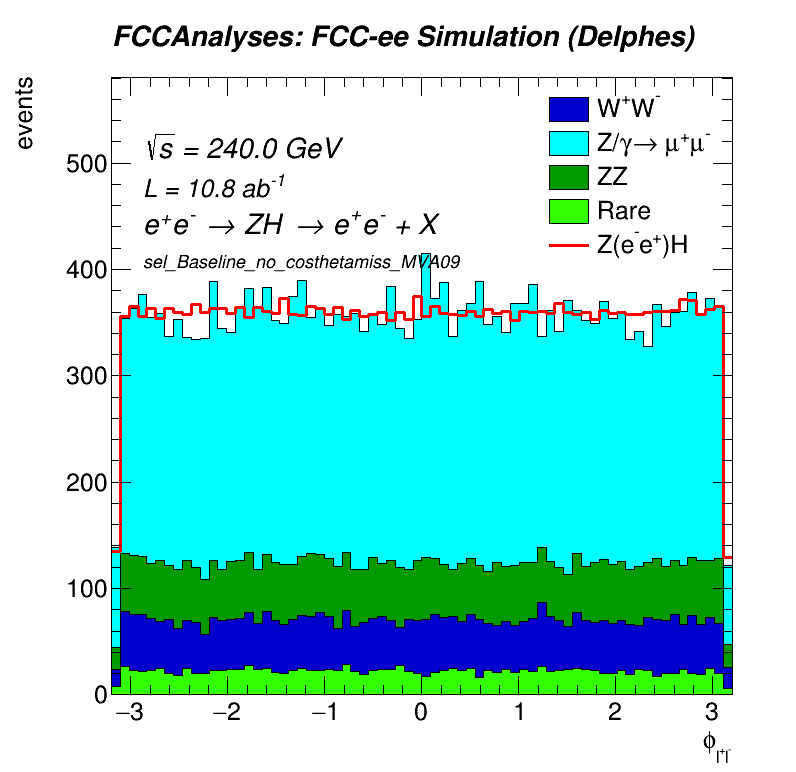 FCCAnalyses: FCC-ee Simulation (Delphes)
events
√s = 240.0 GeV
L = 10.8 ab⁻¹
e⁺e⁻ → ZH → e⁺e⁻ + X
sel_Baseline_no_costhetamiss_MVA09
W⁺W⁻
Z/γ→ μ⁺μ⁻
ZZ
Rare
Z(e⁻e⁺)H
500
400
300
200
100
0
−3 −2 −1 0 1 2 3
ϕ_l⁺l⁻